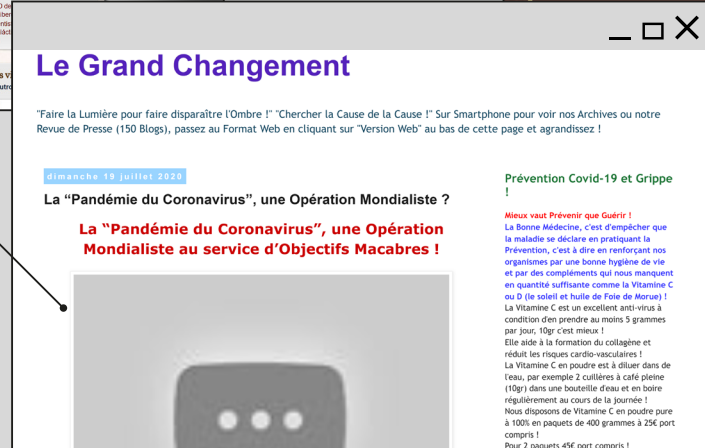 Le Grand Changement
"Faire la Lumière pour faire disparaître l'Ombre !" "Chercher la Cause de la Cause !" Sur Smartphone pour voir nos Archives ou notre
Revue de Presse (150 Blogs), passez au Format Web en cliquant sur "Version Web" au bas de cette page et agrandissez !
dimanche 19 juillet 2020
La “Pandémie du Coronavirus”, une Opération Mondialiste ?
La “Pandémie du Coronavirus”, une Opération
Mondialiste au service d’Objectifs Macabres !
Prévention Covid-19 et Grippe
!
Mieux vaut Prévenir que Guérir !
La Bonne Médecine, c'est d'empêcher que
la maladie se déclare en pratiquant la
Prévention, c'est à dire en renforçant nos
organismes par une bonne hygiène de vie
et par des compléments qui nous manquent
en quantité suffisante comme la Vitamine C
ou D (le soleil et huile de Foie de Morue) !
La Vitamine C est un excellent anti-virus à
condition d'en prendre au moins 5 grammes
par jour, 10gr c'est mieux !
Elle aide à la formation du collagène et
réduit les risques cardio-vasculaires !
La Vitamine C en poudre est à diluer dans de
l'eau, par exemple 2 cuillères à café pleine
(10gr) dans une bouteille d'eau et en boire
régulièrement au cours de la journée !
Nous disposons de Vitamine C en poudre pure
à 100% en paquets de 400 grammes à 25€ port
compris !
Pour 2 paquets 45€ port compris !